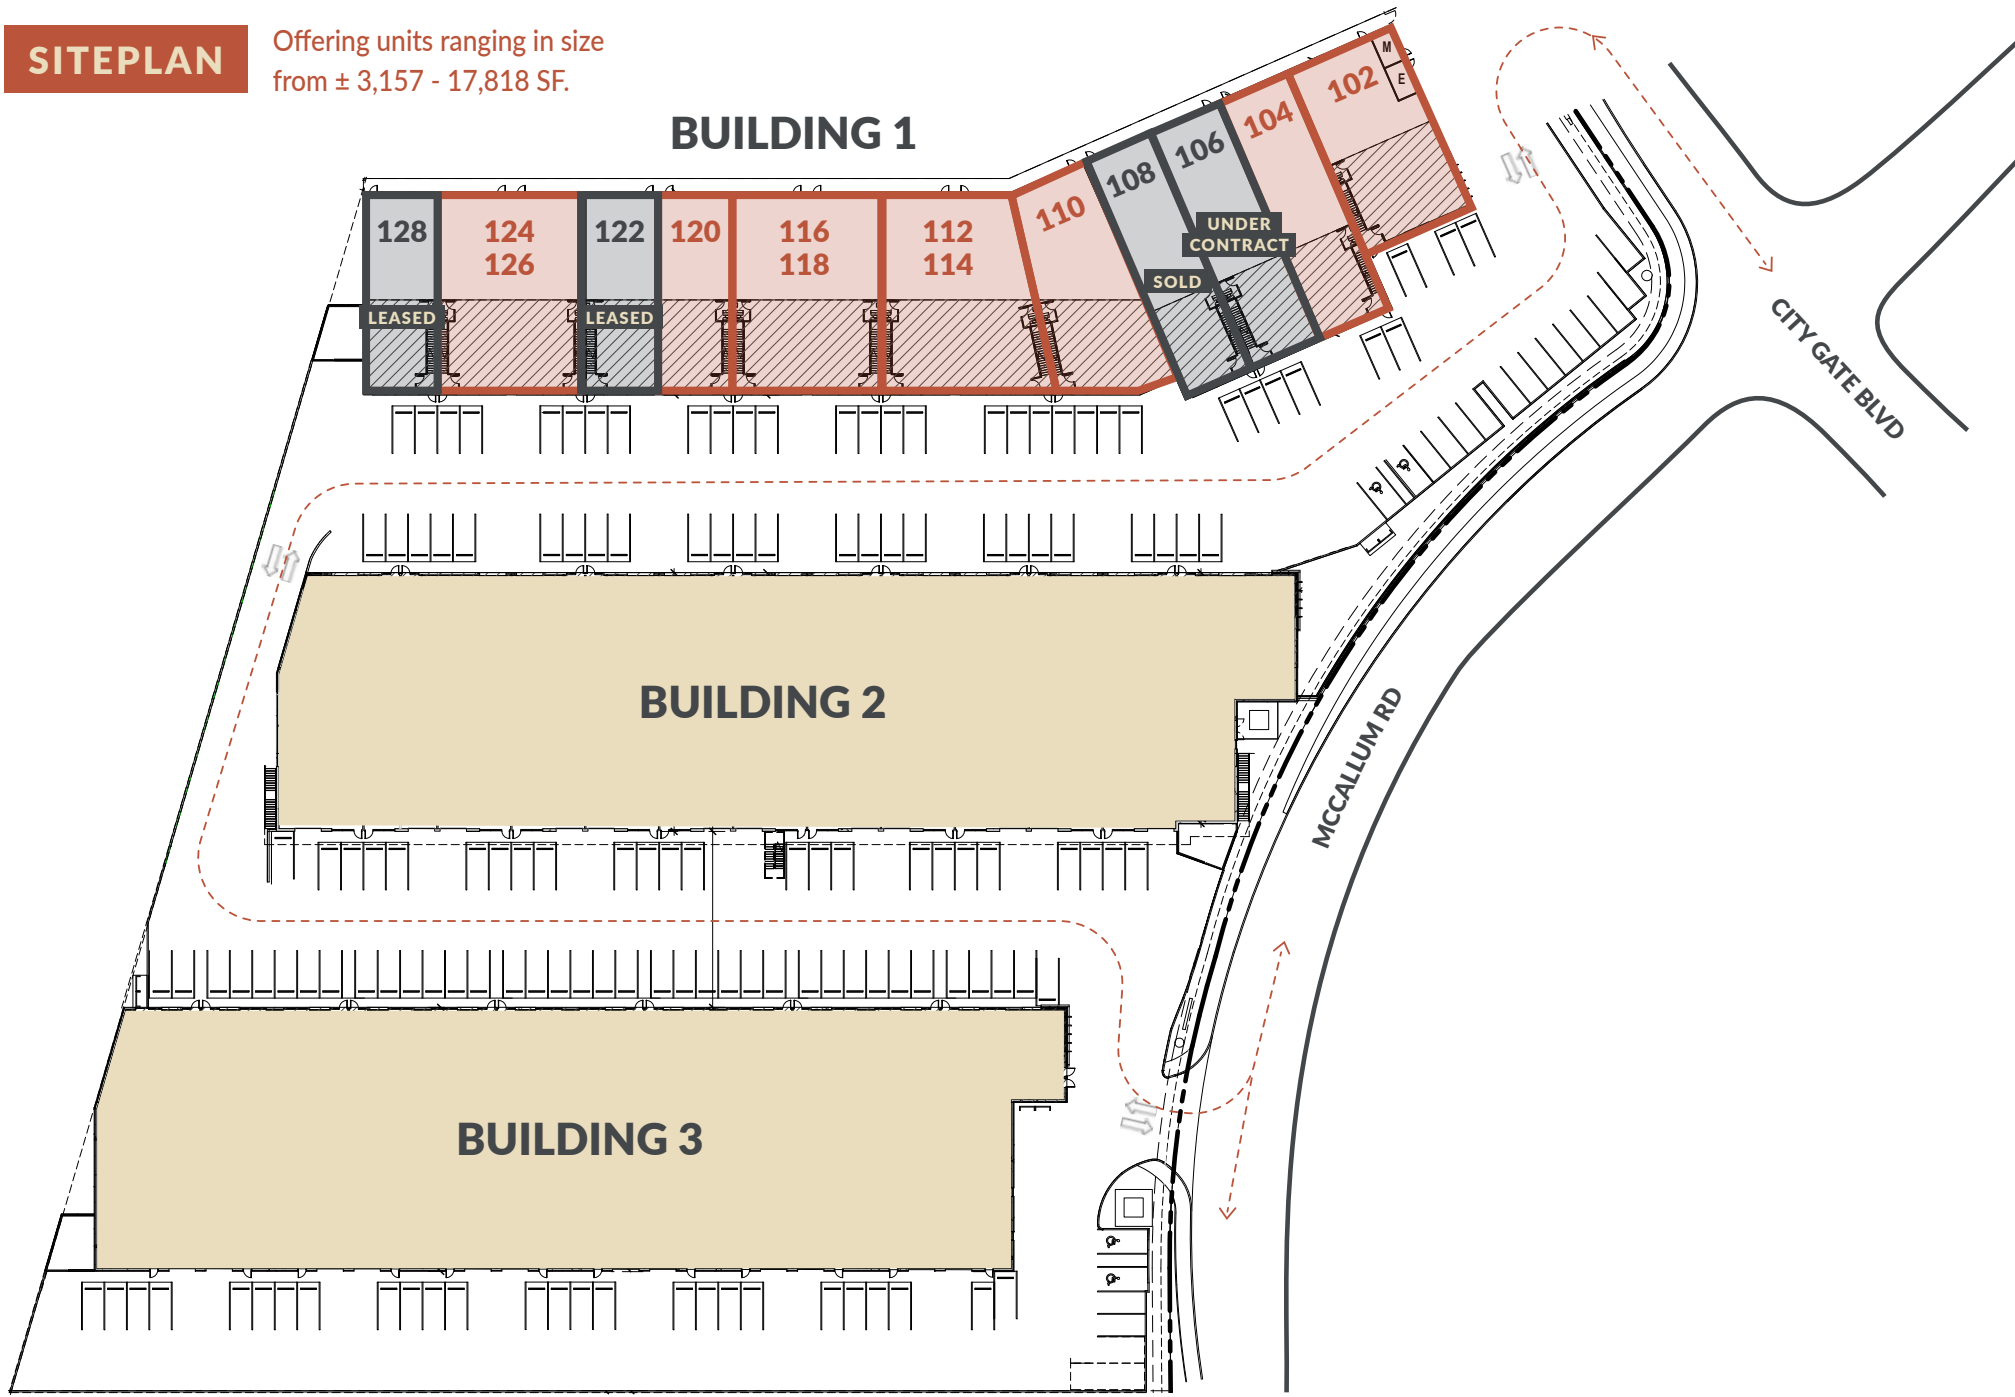 SITEPLAN
Offering units ranging in size
from ± 3,157 - 17,818 SF.
BUILDING 1
128
LEASED
124
126
122
LEASED
120
116
118
112
114
110
108
SOLD
106
UNDER
CONTRACT
104
102
M
E
CITY GATE BLVD
BUILDING 2
MCCALLUM RD
BUILDING 3